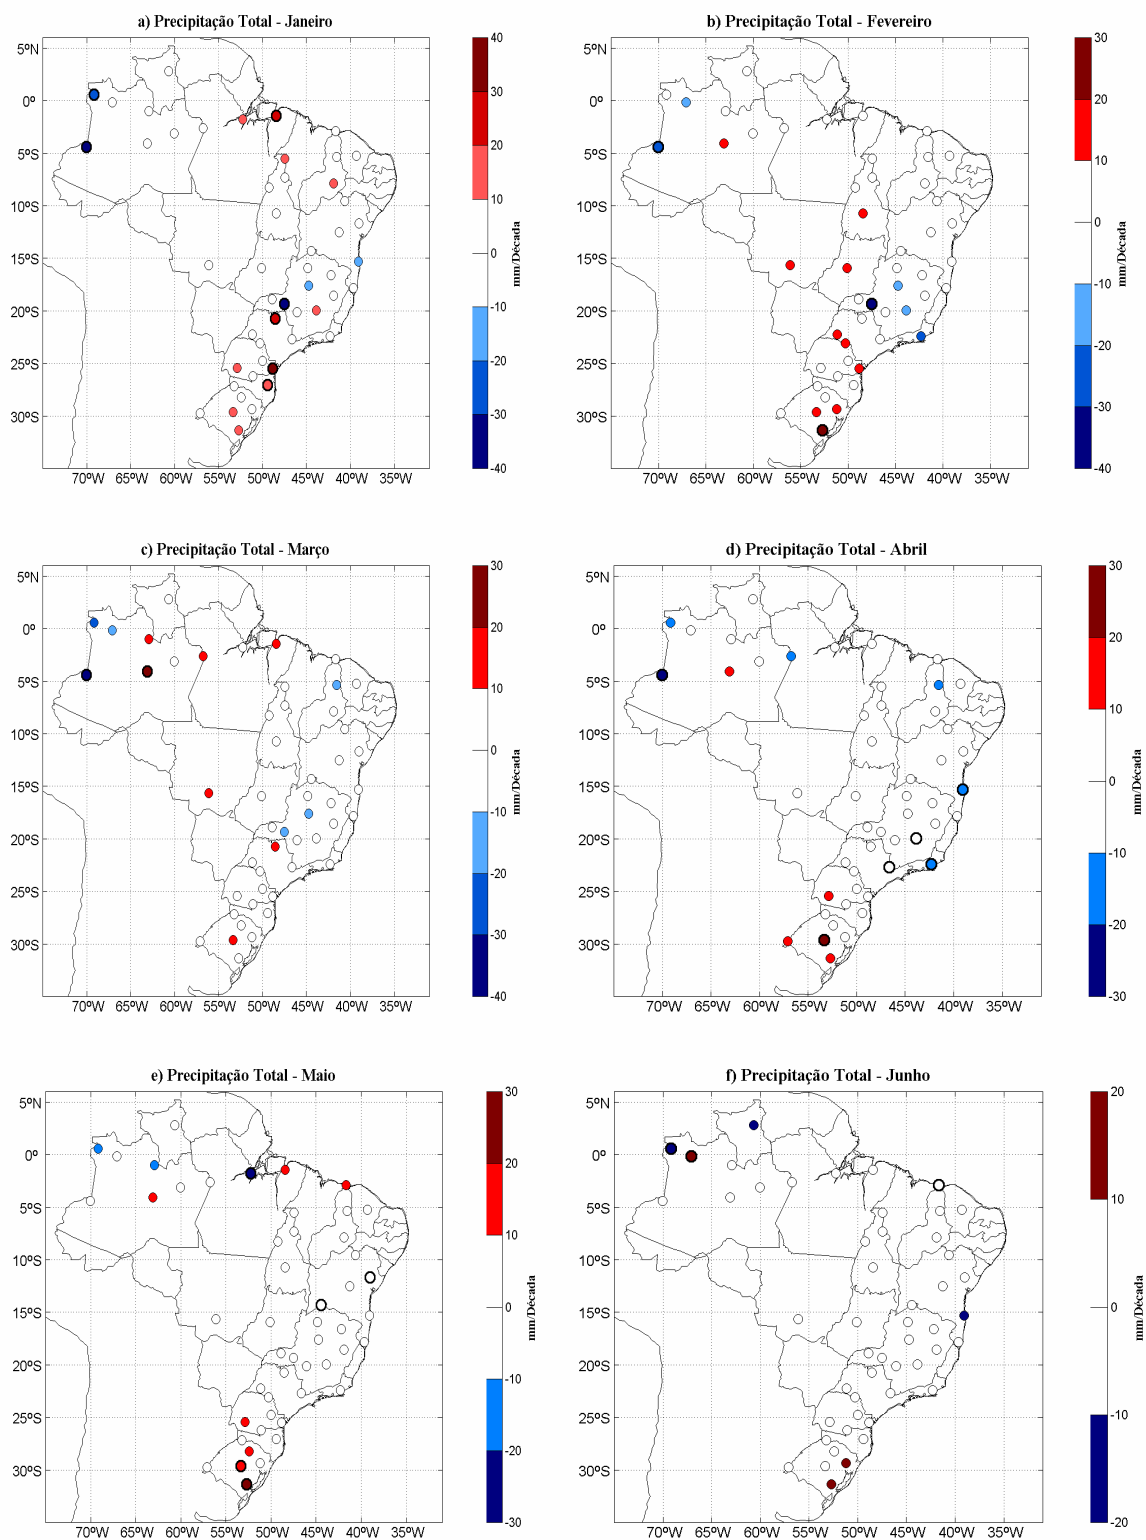 a) Precipitação Total - Janeiro
5ºN
0º
5ºS
10ºS
15ºS
20ºS
25ºS
30ºS
70ºW 65ºW 60ºW 55ºW 50ºW 45ºW 40ºW 35ºW
40
30
20
10
0
-10
-20
-30
-40
mm/Década
b) Precipitação Total - Fevereiro
5ºN
0º
5ºS
10ºS
15ºS
20ºS
25ºS
30ºS
70ºW 65ºW 60ºW 55ºW 50ºW 45ºW 40ºW 35ºW
30
20
10
0
-10
-20
-30
-40
mm/Década
c) Precipitação Total - Março
5ºN
0º
5ºS
10ºS
15ºS
20ºS
25ºS
30ºS
70ºW 65ºW 60ºW 55ºW 50ºW 45ºW 40ºW 35ºW
30
20
10
0
-10
-20
-30
-40
mm/Década
d) Precipitação Total - Abril
5ºN
0º
5ºS
10ºS
15ºS
20ºS
25ºS
30ºS
70ºW 65ºW 60ºW 55ºW 50ºW 45ºW 40ºW 35ºW
30
20
10
0
-10
-20
-30
mm/Década
e) Precipitação Total - Maio
5ºN
0º
5ºS
10ºS
15ºS
20ºS
25ºS
30ºS
70ºW 65ºW 60ºW 55ºW 50ºW 45ºW 40ºW 35ºW
30
20
10
0
-10
-20
-30
mm/Década
f) Precipitação Total - Junho
5ºN
0º
5ºS
10ºS
15ºS
20ºS
25ºS
30ºS
70ºW 65ºW 60ºW 55ºW 50ºW 45ºW 40ºW 35ºW
20
10
0
-10
-20
mm/Década